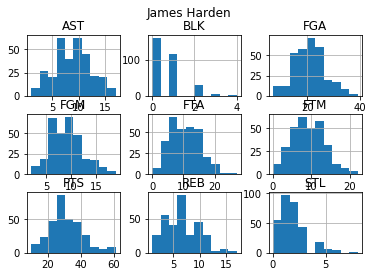 James Harden
AST BLK FGA
50 25 0 100 0 50 0
5 10 15 0 1 2 3 4 20 40
FGM FTA FTM
50 0 50 0 50 25 0
5 10 15 0 10 20 0 10 20
PTS REB STL
50 0 50 0 100 50 0
20 40 60 5 10 15 0 5